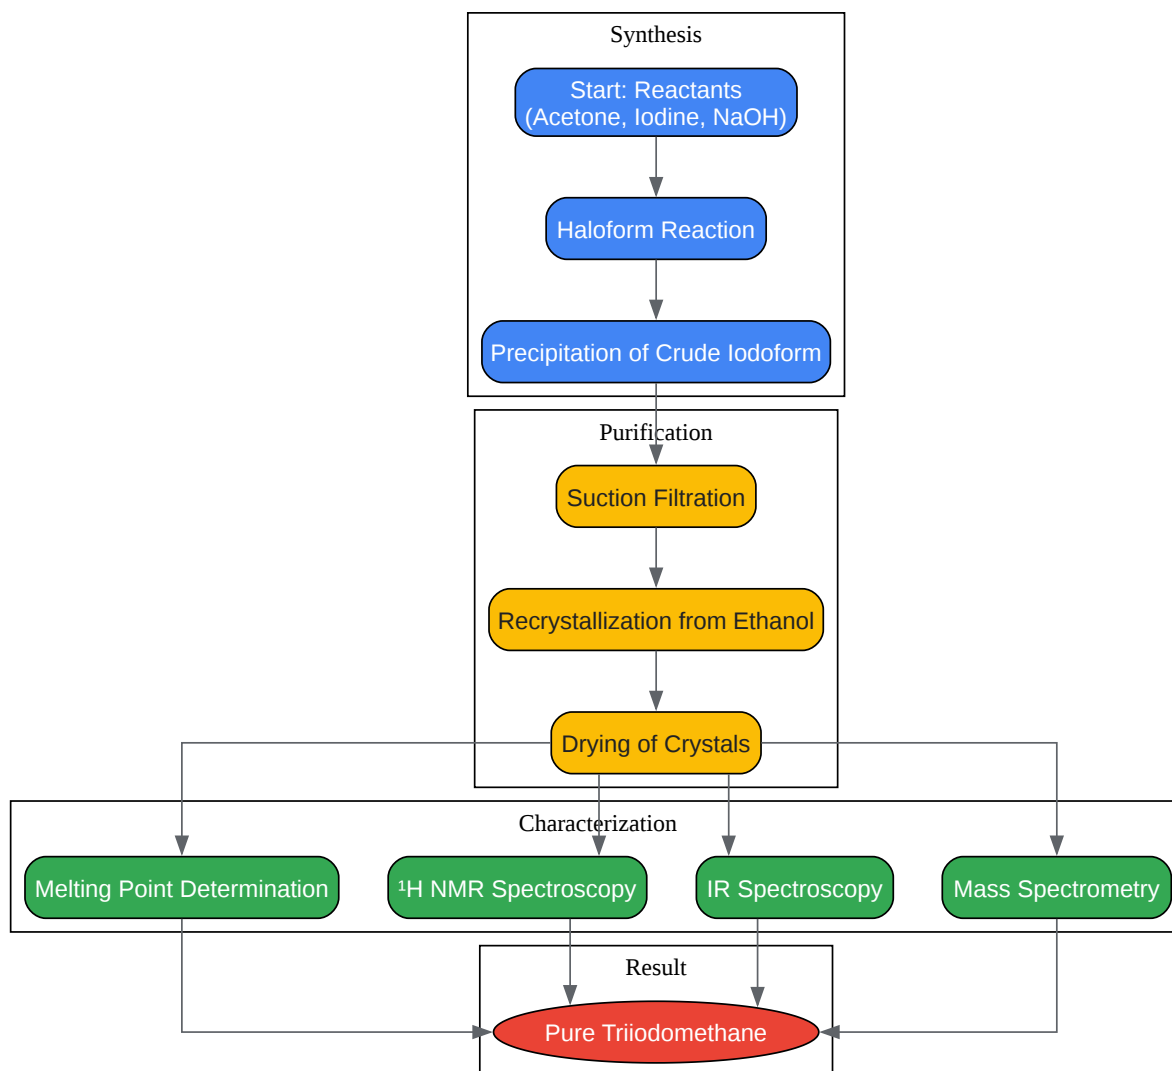 Synthesis
Start: Reactants
(Acetone, Iodine, NaOH)
Haloform Reaction
Precipitation of Crude Iodoform
Purification
Suction Filtration
Recrystallization from Ethanol
Drying of Crystals
Characterization
Melting Point Determination
¹H NMR Spectroscopy
IR Spectroscopy
Mass Spectrometry
Result
Pure Triiodomethane